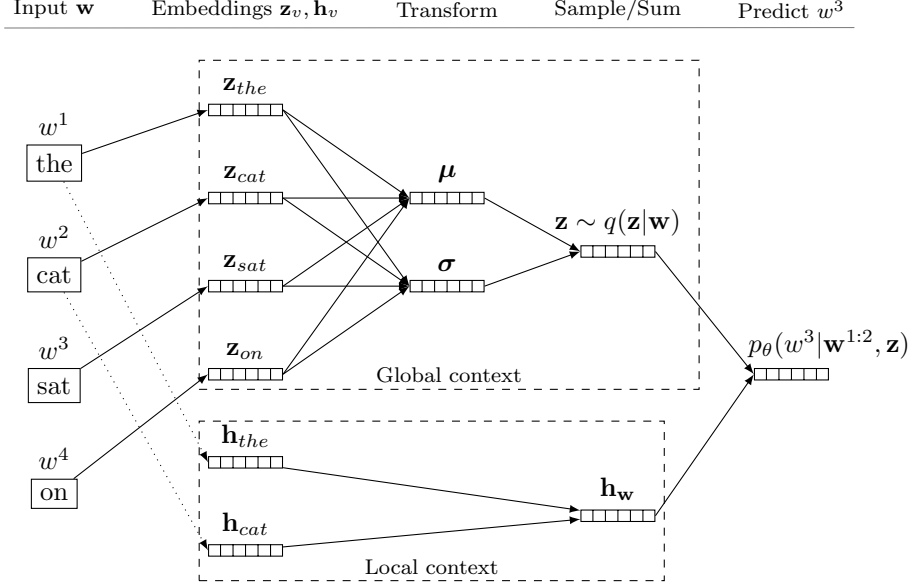 Input w Embeddings z_v, h_v Transform Sample/Sum Predict w^3
z_the
w^1
the
z_cat
μ
z ∼ q(z|w)
w^2
cat
z_sat
σ
w^3
sat
z_on
p_θ(w^3|w^{1:2}, z)
Global context
h_the
w^4
on
h_w
h_cat
Local context